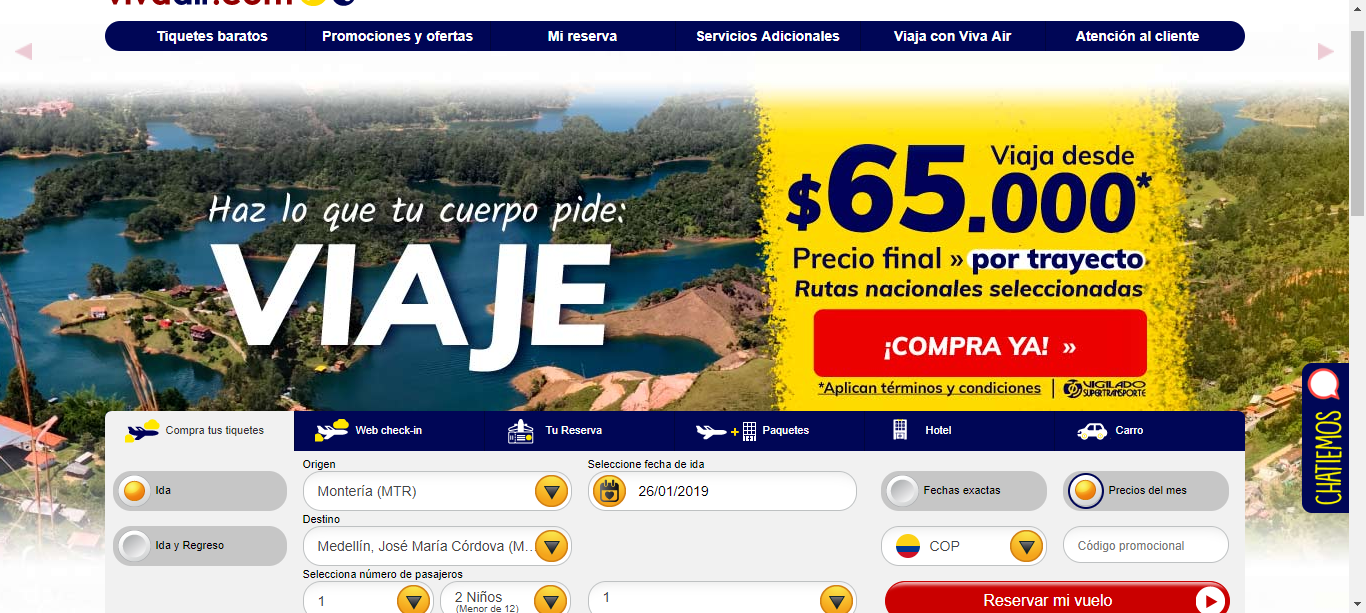 vivaair.com
Tiquetes baratos
Promociones y ofertas
Mi reserva
Servicios Adicionales
Viaja con Viva Air
Atención al cliente
Haz lo que tu cuerpo pide:
VIAJE
Viaja desde
$65.000*
Precio final » por trayecto
Rutas nacionales seleccionadas
¡COMPRA YA! »
*Aplican términos y condiciones | VIGILADO
SUPERTRANSPORTE
CHATIEMOS
Compra tus tiquetes
Web check-in
Tu Reserva
Paquetes
Hotel
Carro
Origen
Seleccione fecha de ida
Ida
Montería (MTR)
26/01/2019
Fechas exactas
Precios del mes
Destino
Ida y Regreso
Medellín, José María Córdova (M...
COP
Código promocional
Selecciona número de pasajeros
1
2 Niños
(Menor de 12)
1
Reservar mi vuelo